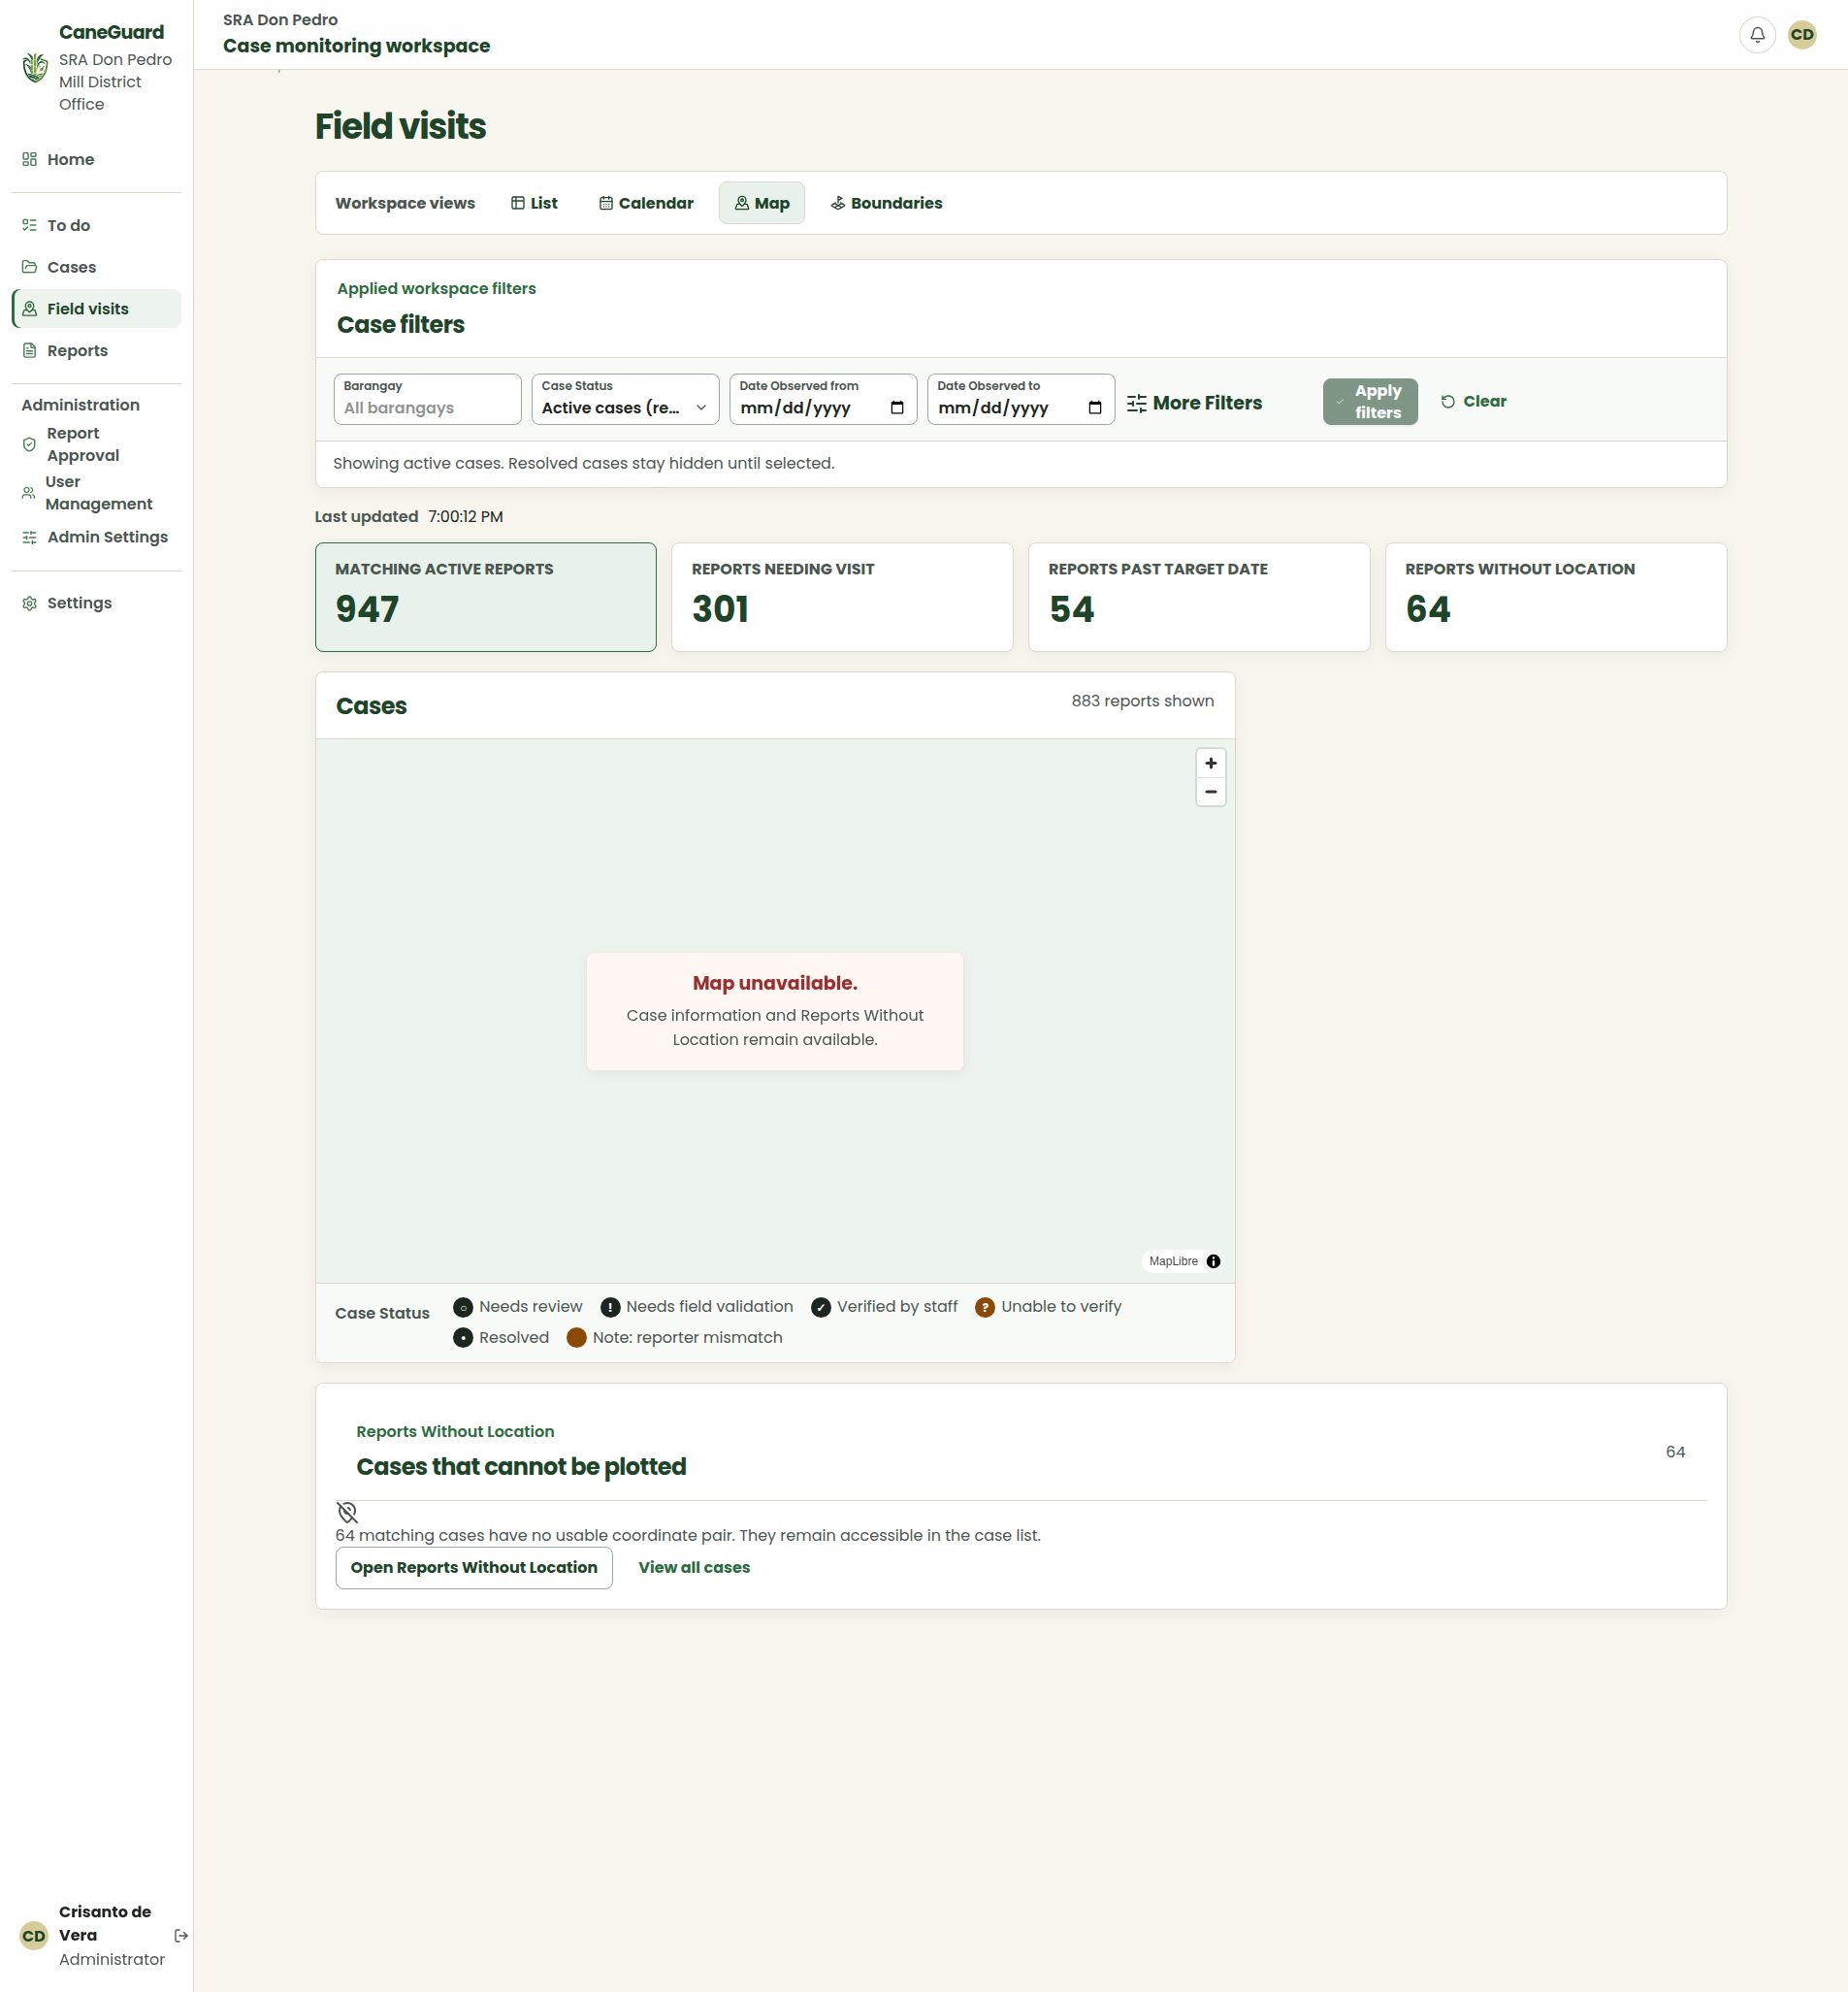 CaneGuard
SRA Don Pedro
Mill District
Office
Home
To do
Cases
Field visits
Reports
Administration
Report
Approval
User
Management
Admin Settings
Settings
CD
Crisanto de
Vera
Administrator
SRA Don Pedro
Case monitoring workspace
CD
Field visits
Workspace views
List
Calendar
Map
Boundaries
Applied workspace filters
Case filters
Barangay
All barangays
Case Status
Active cases (re...
Date Observed from
mm/dd/yyyy
Date Observed to
mm/dd/yyyy
More Filters
Apply
filters
Clear
Showing active cases. Resolved cases stay hidden until selected.
Last updated 7:00:12 PM
MATCHING ACTIVE REPORTS
947
REPORTS NEEDING VISIT
301
REPORTS PAST TARGET DATE
54
REPORTS WITHOUT LOCATION
64
Cases
883 reports shown
Map unavailable.
Case information and Reports Without
Location remain available.
MapLibre
Case Status
Needs review
! Needs field validation
Verified by staff
? Unable to verify
Resolved
Note: reporter mismatch
Reports Without Location
Cases that cannot be plotted
64
64 matching cases have no usable coordinate pair. They remain accessible in the case list.
Open Reports Without Location
View all cases